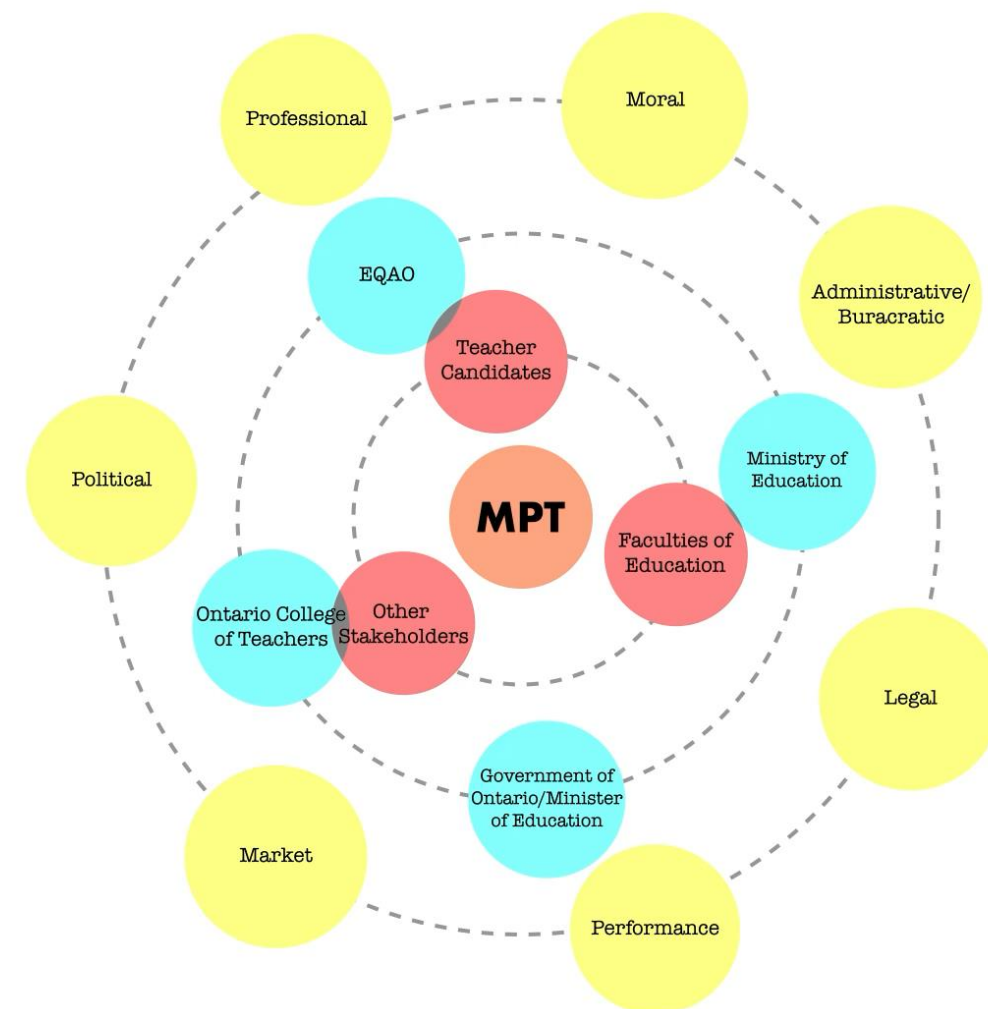 Moral
Professional
EQAO
Administrative/
Buracratic
Teacher
Candidates
Ministry of
Education
Political
MPT
Faculties of
Education
Ontario College
of Teachers
Other
Stakeholders
Legal
Government of
Ontario/Minister
of Education
Market
Performance